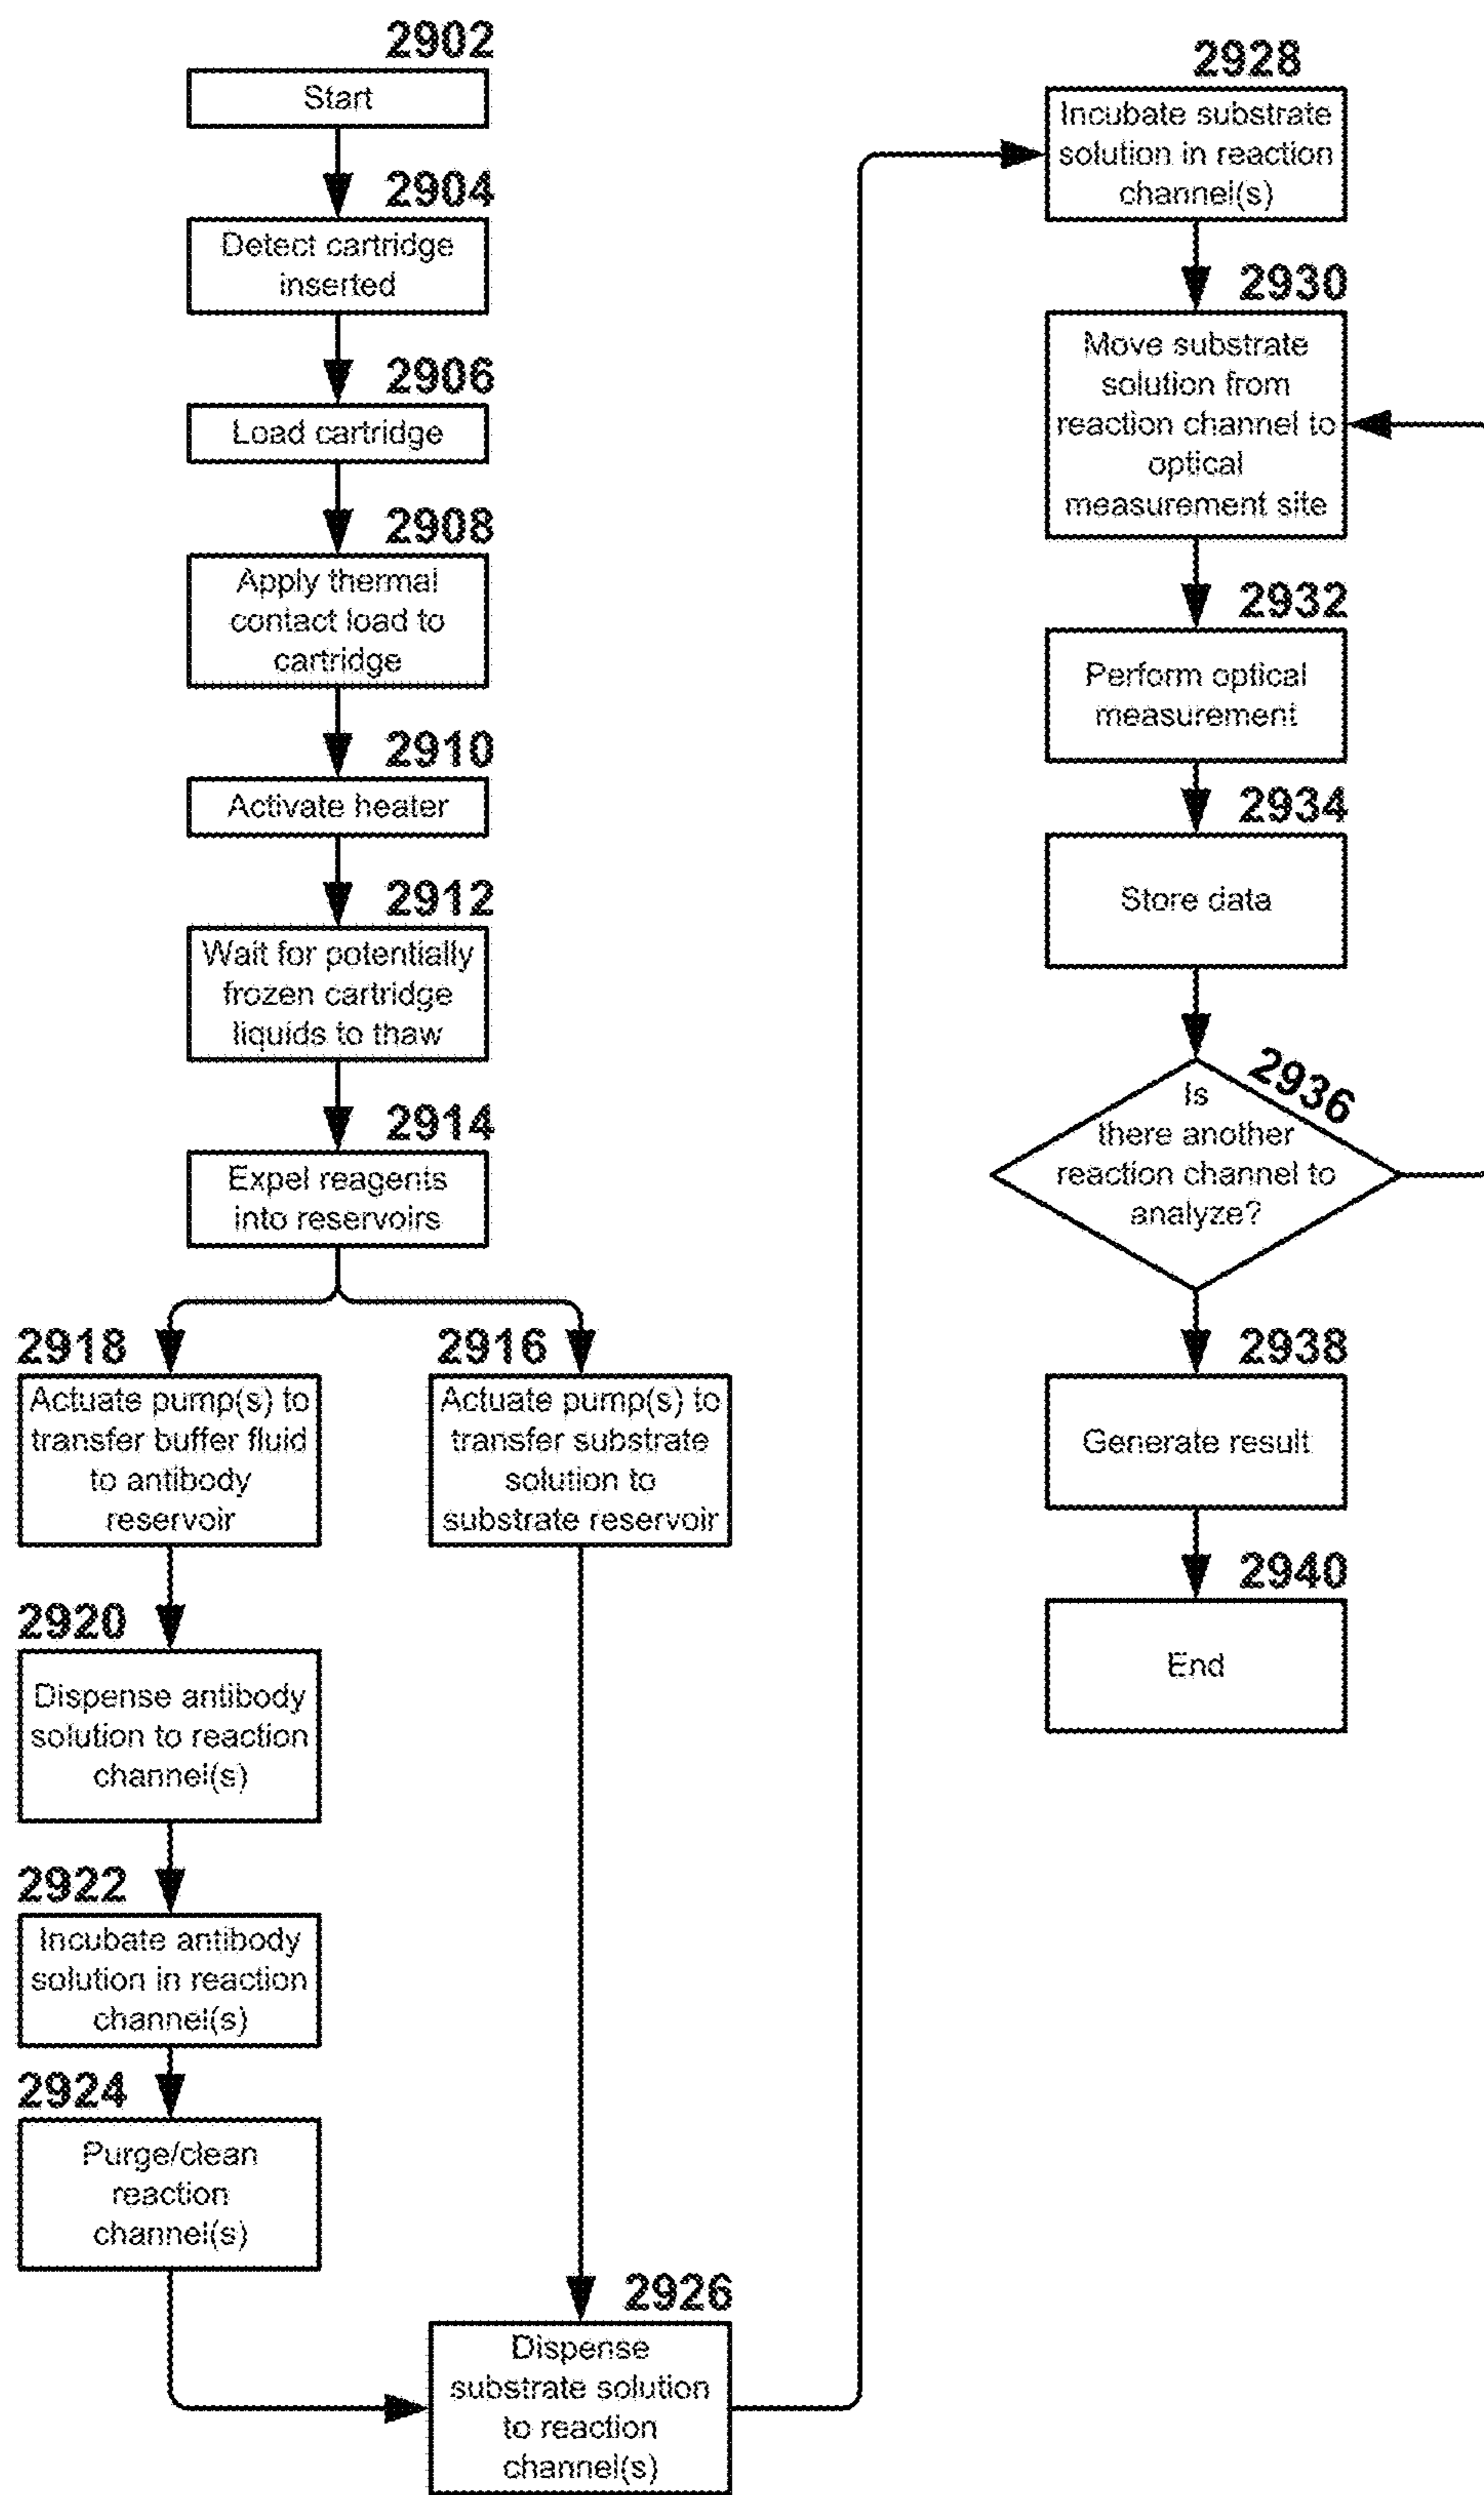 2902
Start
2904
Detect cartridge
inserted
2906
Load cartridge
2908
Apply thermal
contact load to
cartridge
2910
Activate heater
2912
Wait for potentially
frozen cartridge
liquids to thaw
2914
Expel reagents
into reservoirs
2918
Actuate pump(s) to
transfer buffer fluid
to antibody
reservoir
2916
Actuate pump(s) to
transfer substrate
solution to
substrate reservoir
2920
Dispense antibody
solution to reaction
channel(s)
2922
Incubate antibody
solution in reaction
channel(s)
2924
Purge/clean
reaction
channel(s)
2926
Dispense
substrate solution
to reaction
channel(s)
2928
Incubate substrate
solution in reaction
channel(s)
2930
Move substrate
solution from
reaction channel to
optical
measurement site
2932
Perform optical
measurement
2934
Store data
2936
Is
there another
reaction channel to
analyze?
2938
Generate result
2940
End